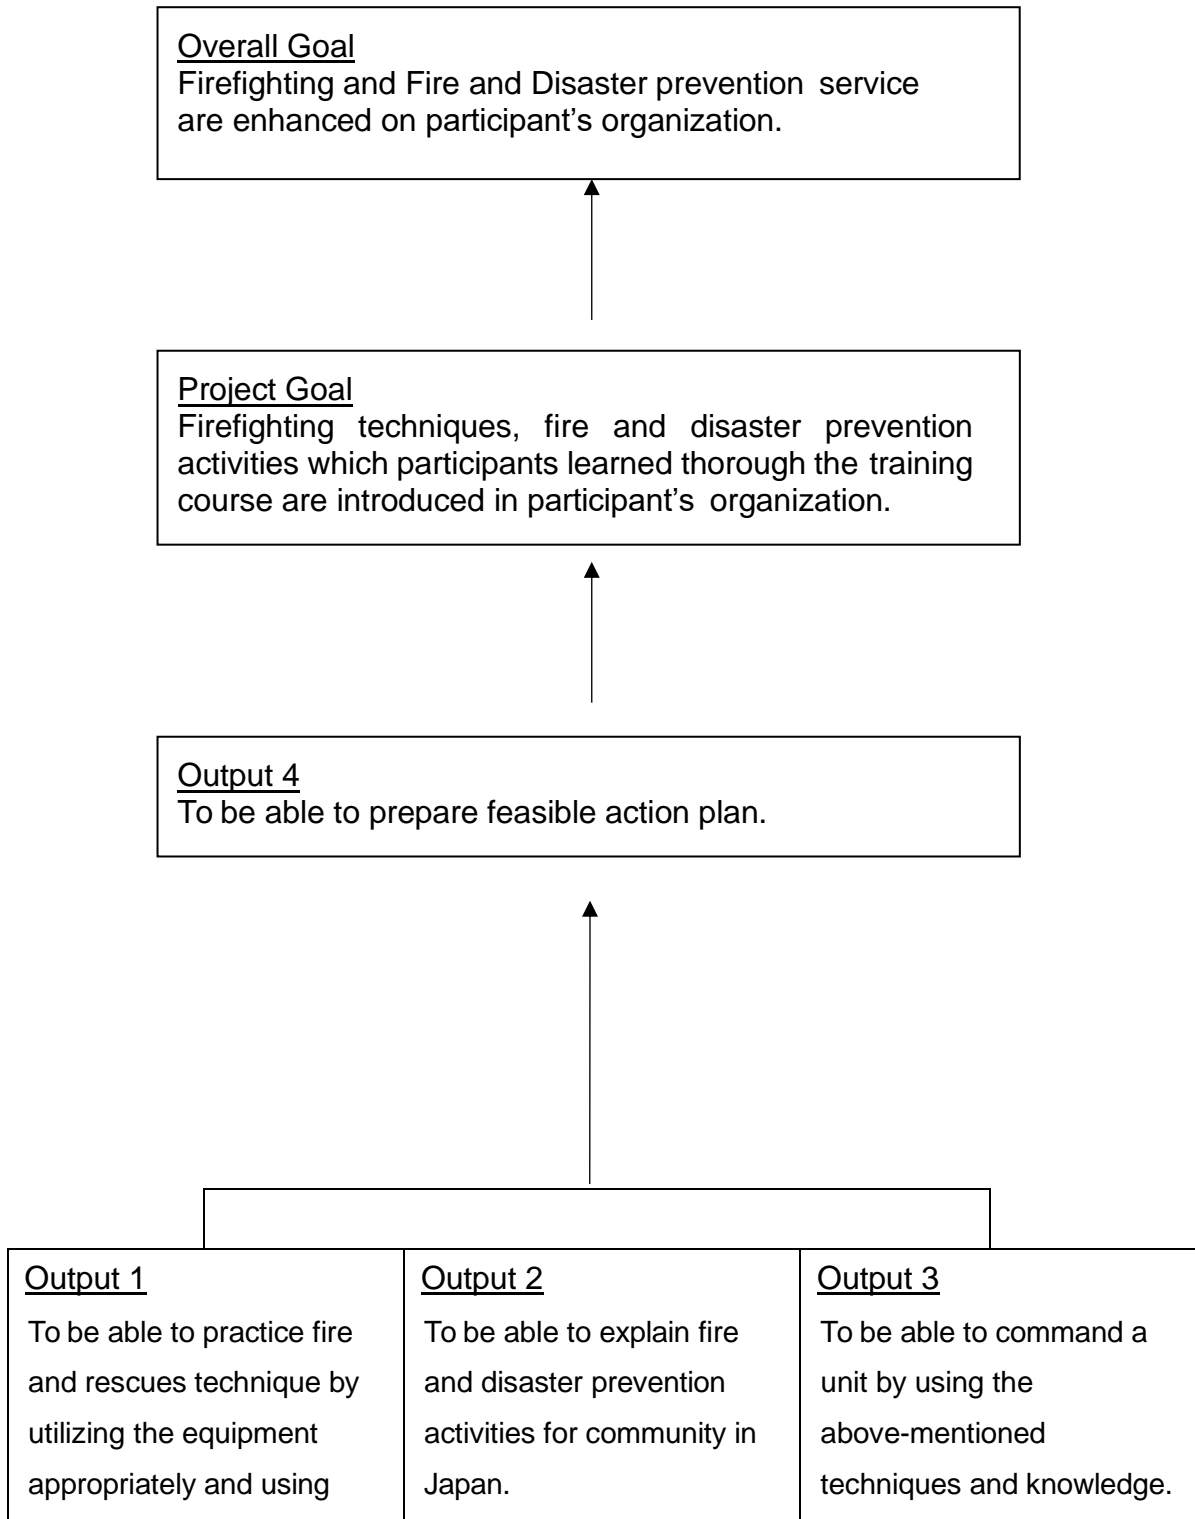 Overall Goal
Firefighting and Fire and Disaster prevention service
are enhanced on participant’s organization.
Project Goal
Firefighting techniques, fire and disaster prevention
activities which participants learned thorough the training
course are introduced in participant’s organization.
Output 4
To be able to prepare feasible action plan.
Output 1
To be able to practice fire
and rescues technique by
utilizing the equipment
appropriately and using
Output 2
To be able to explain fire
and disaster prevention
activities for community in
Japan.
Output 3
To be able to command a
unit by using the
above-mentioned
techniques and knowledge.